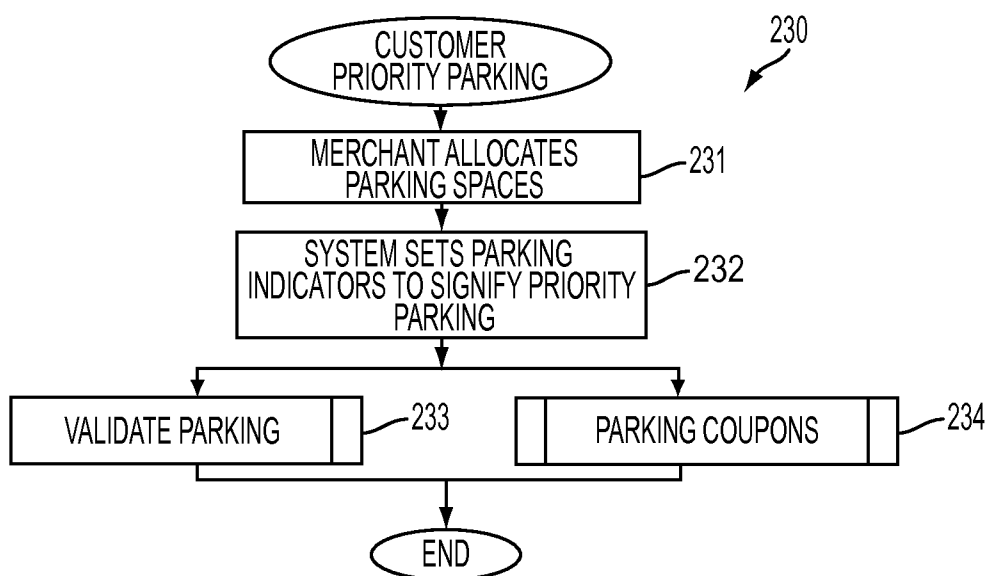 230
CUSTOMER
PRIORITY PARKING
MERCHANT ALLOCATES
PARKING SPACES
231
SYSTEM SETS PARKING
INDICATORS TO SIGNIFY PRIORITY
PARKING
232
VALIDATE PARKING
233
PARKING COUPONS
234
END